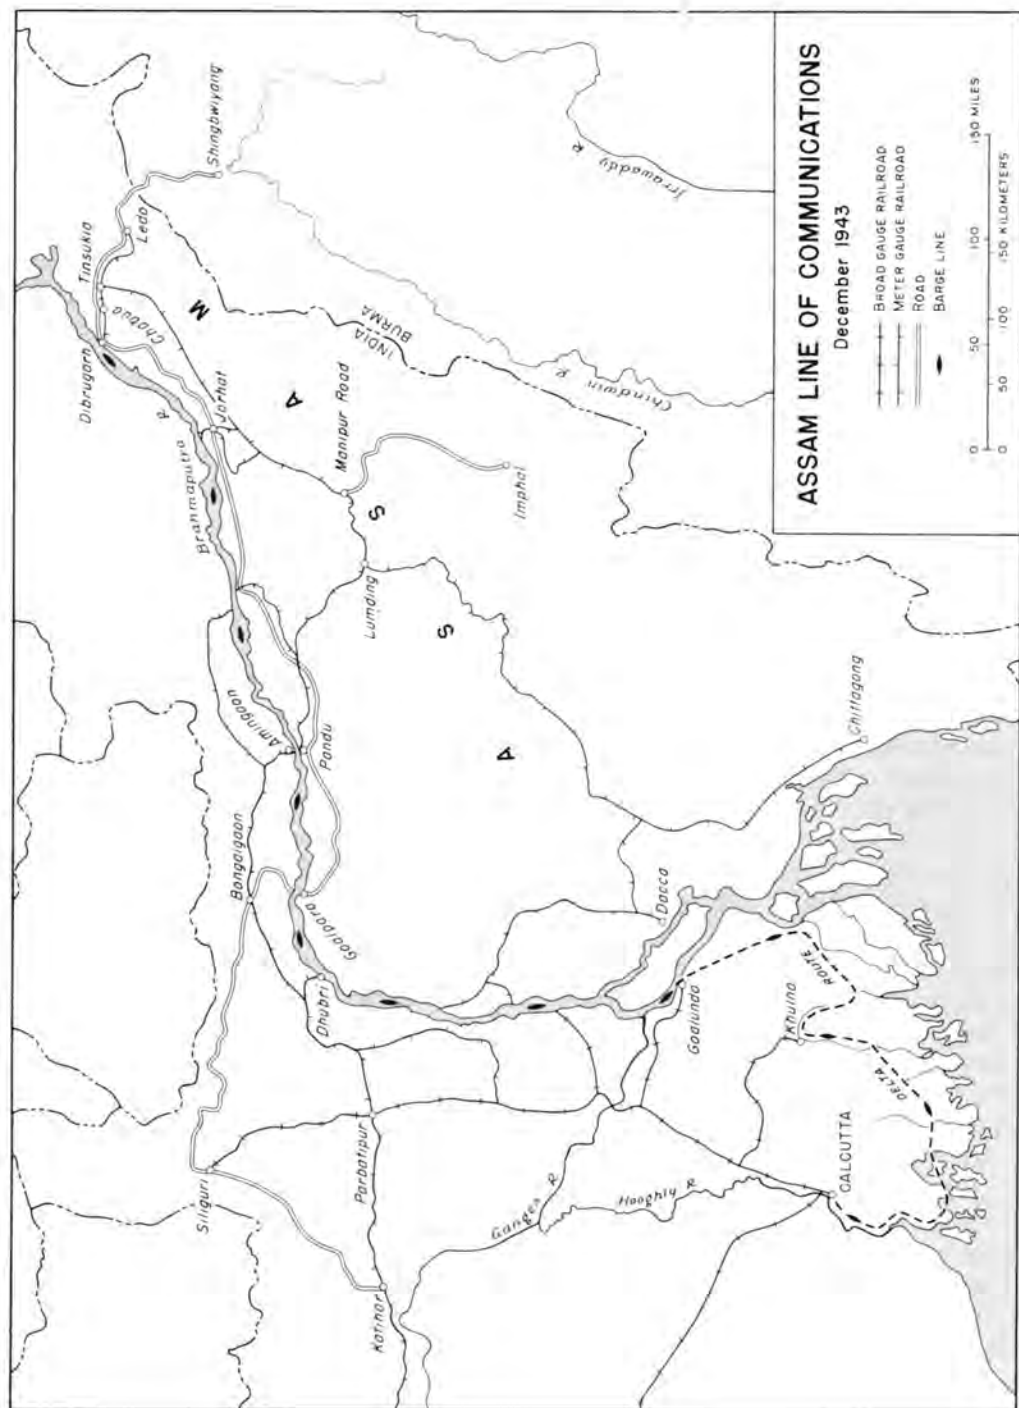 ASSAM LINE OF COMMUNICATIONS
December 1943
BROAD GAUGE RAILROAD
METER GAUGE RAILROAD
ROAD
BARGE LINE
0 50 100 150 MILES
0 50 100 150 KILOMETERS
Siliguri
Bongaigaon
Amingaon
Brahmaputra R
Dibrugarh
Chabua
Tinsukia
Ledo
Shingbwiyang
Jorhat
Katihar
Parbatipur
Dhubri
Goalpara
Pandu
Lumding
Manipur Road
Imphal
A S S A M
INDIA
BURMA
Chindwin R
Irrawaddy R
Ganges R
Hooghly R
Goalundo
Dacca
Khulna
CALCUTTA
DELTA ROUTE
Chittagong